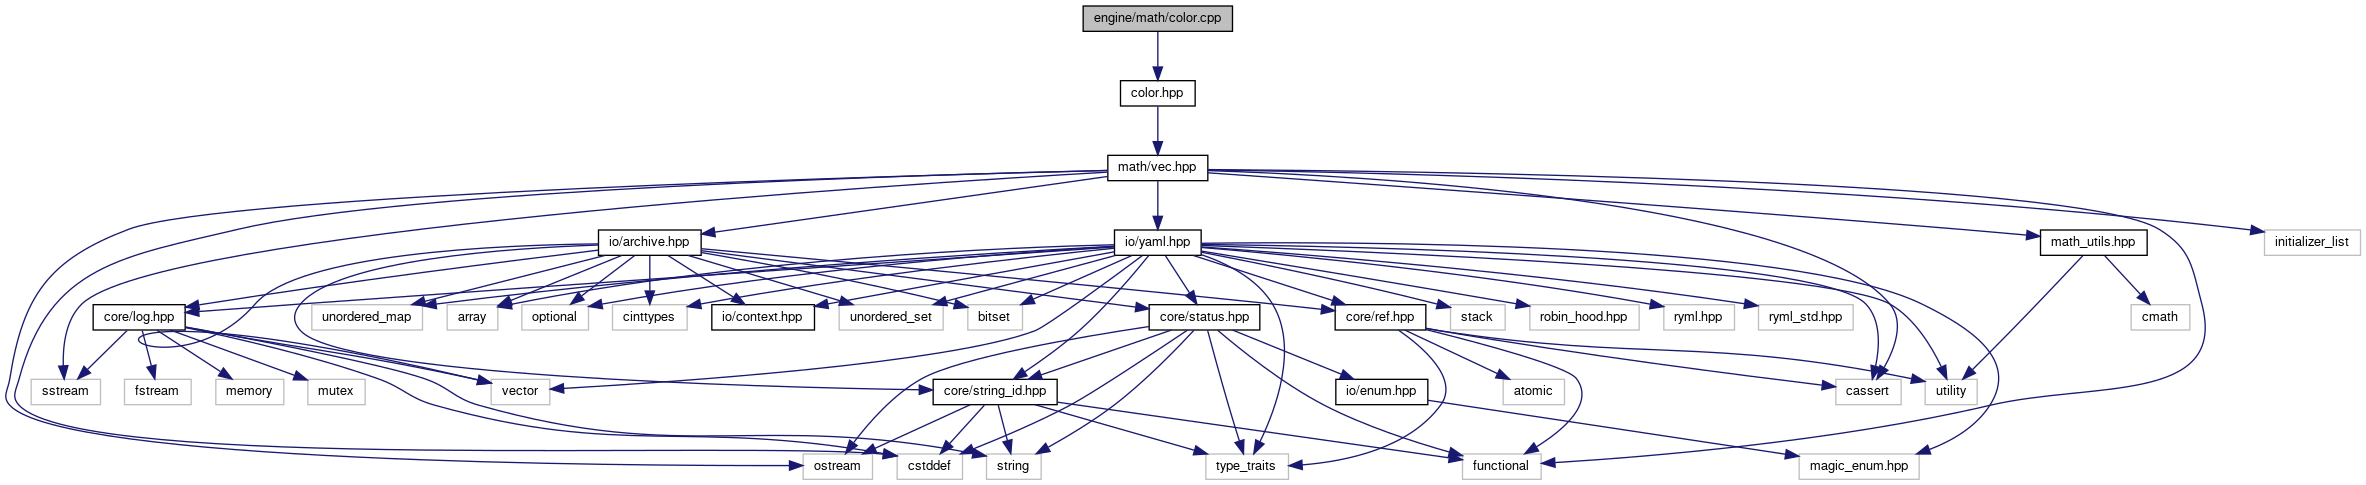 engine/math/color.cpp
color.hpp
math/vec.hpp
io/archive.hpp
io/yaml.hpp
math_utils.hpp
initializer_list
core/log.hpp
unordered_map
array
optional
cinttypes
io/context.hpp
unordered_set
bitset
core/status.hpp
core/ref.hpp
stack
robin_hood.hpp
ryml.hpp
ryml_std.hpp
cmath
sstream
fstream
memory
mutex
vector
core/string_id.hpp
io/enum.hpp
atomic
cassert
utility
ostream
cstddef
string
type_traits
functional
magic_enum.hpp